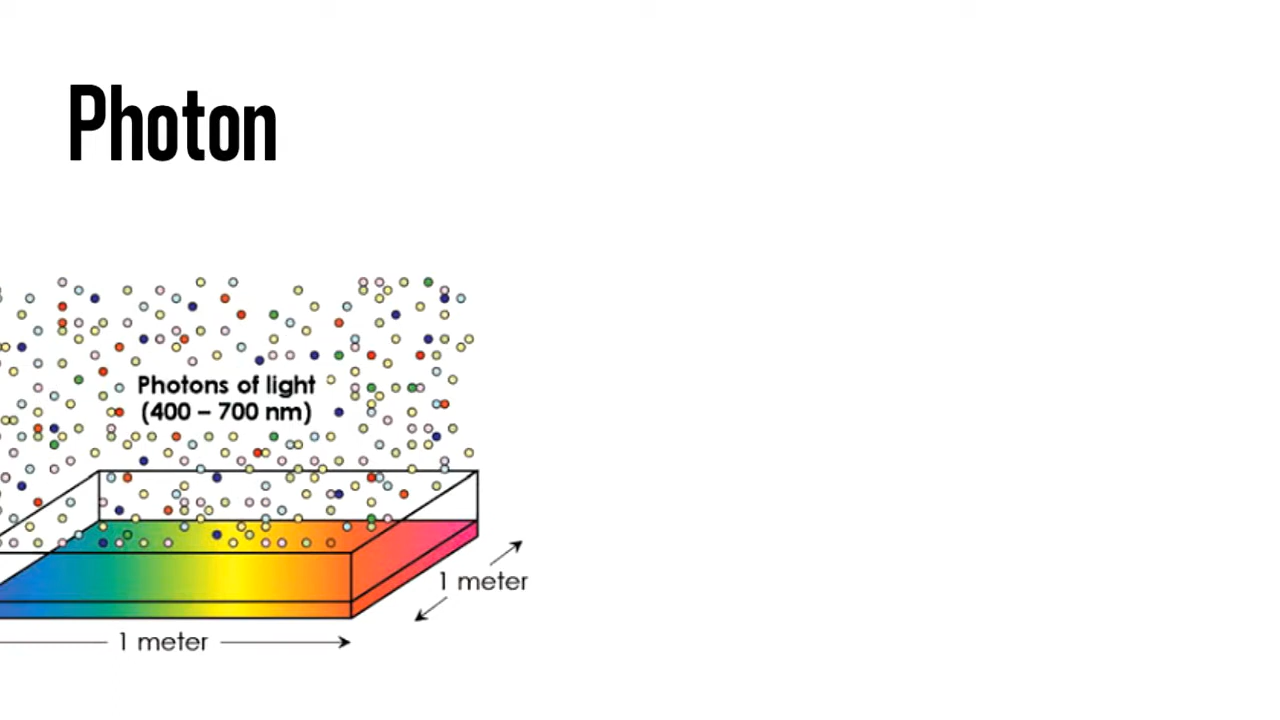 Photon
Photons of light
(400 – 700 nm)
1 meter
1 meter